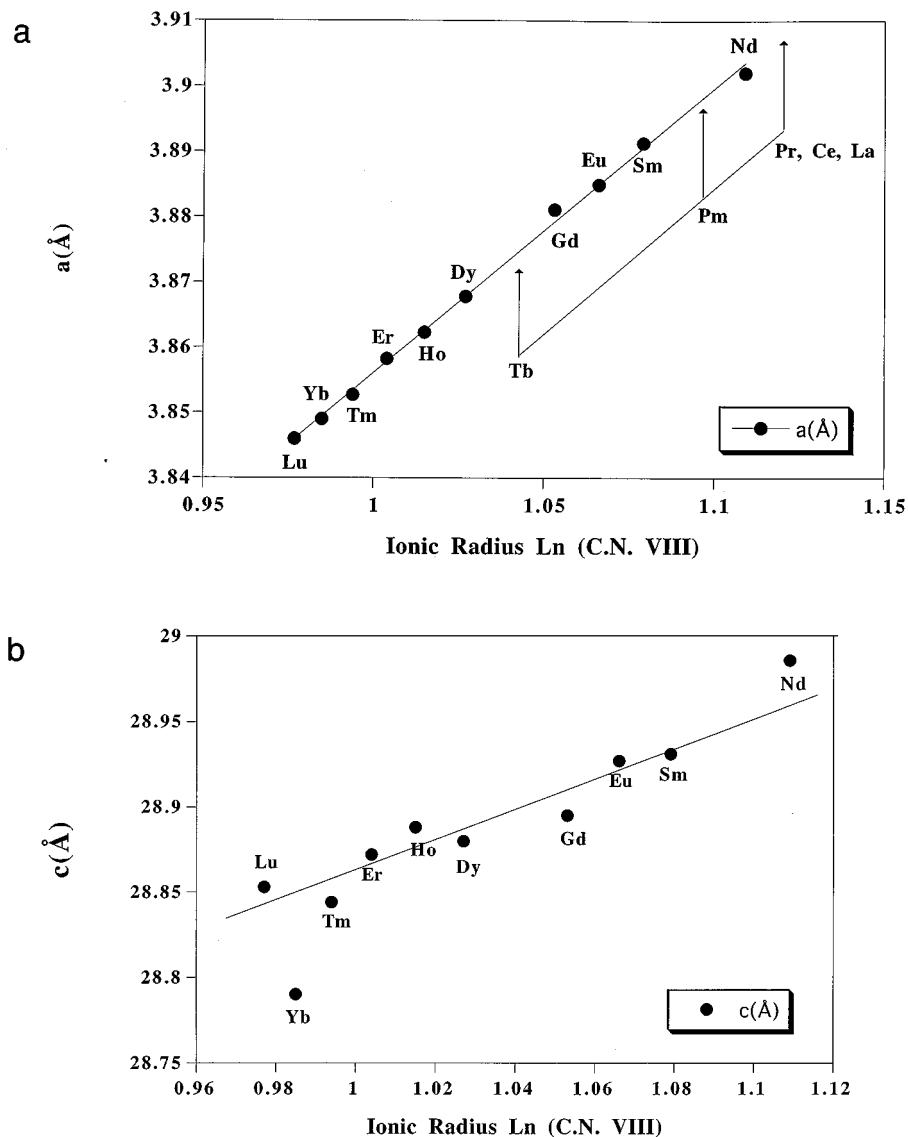 a
3.91
3.9
3.89
3.88
3.87
3.86
3.85
3.84
a(Å)
Nd
Eu
Sm
Pr, Ce, La
Pm
Gd
Dy
Er
Ho
Tb
Yb
Tm
Lu
a(Å)
0.95
1
1.05
1.1
1.15
Ionic Radius Ln (C.N. VIII)
b
29
28.95
28.9
28.85
28.8
28.75
c(Å)
Nd
Eu
Sm
Gd
Ho
Dy
Er
Lu
Tm
Yb
c(Å)
0.96
0.98
1
1.02
1.04
1.06
1.08
1.1
1.12
Ionic Radius Ln (C.N. VIII)